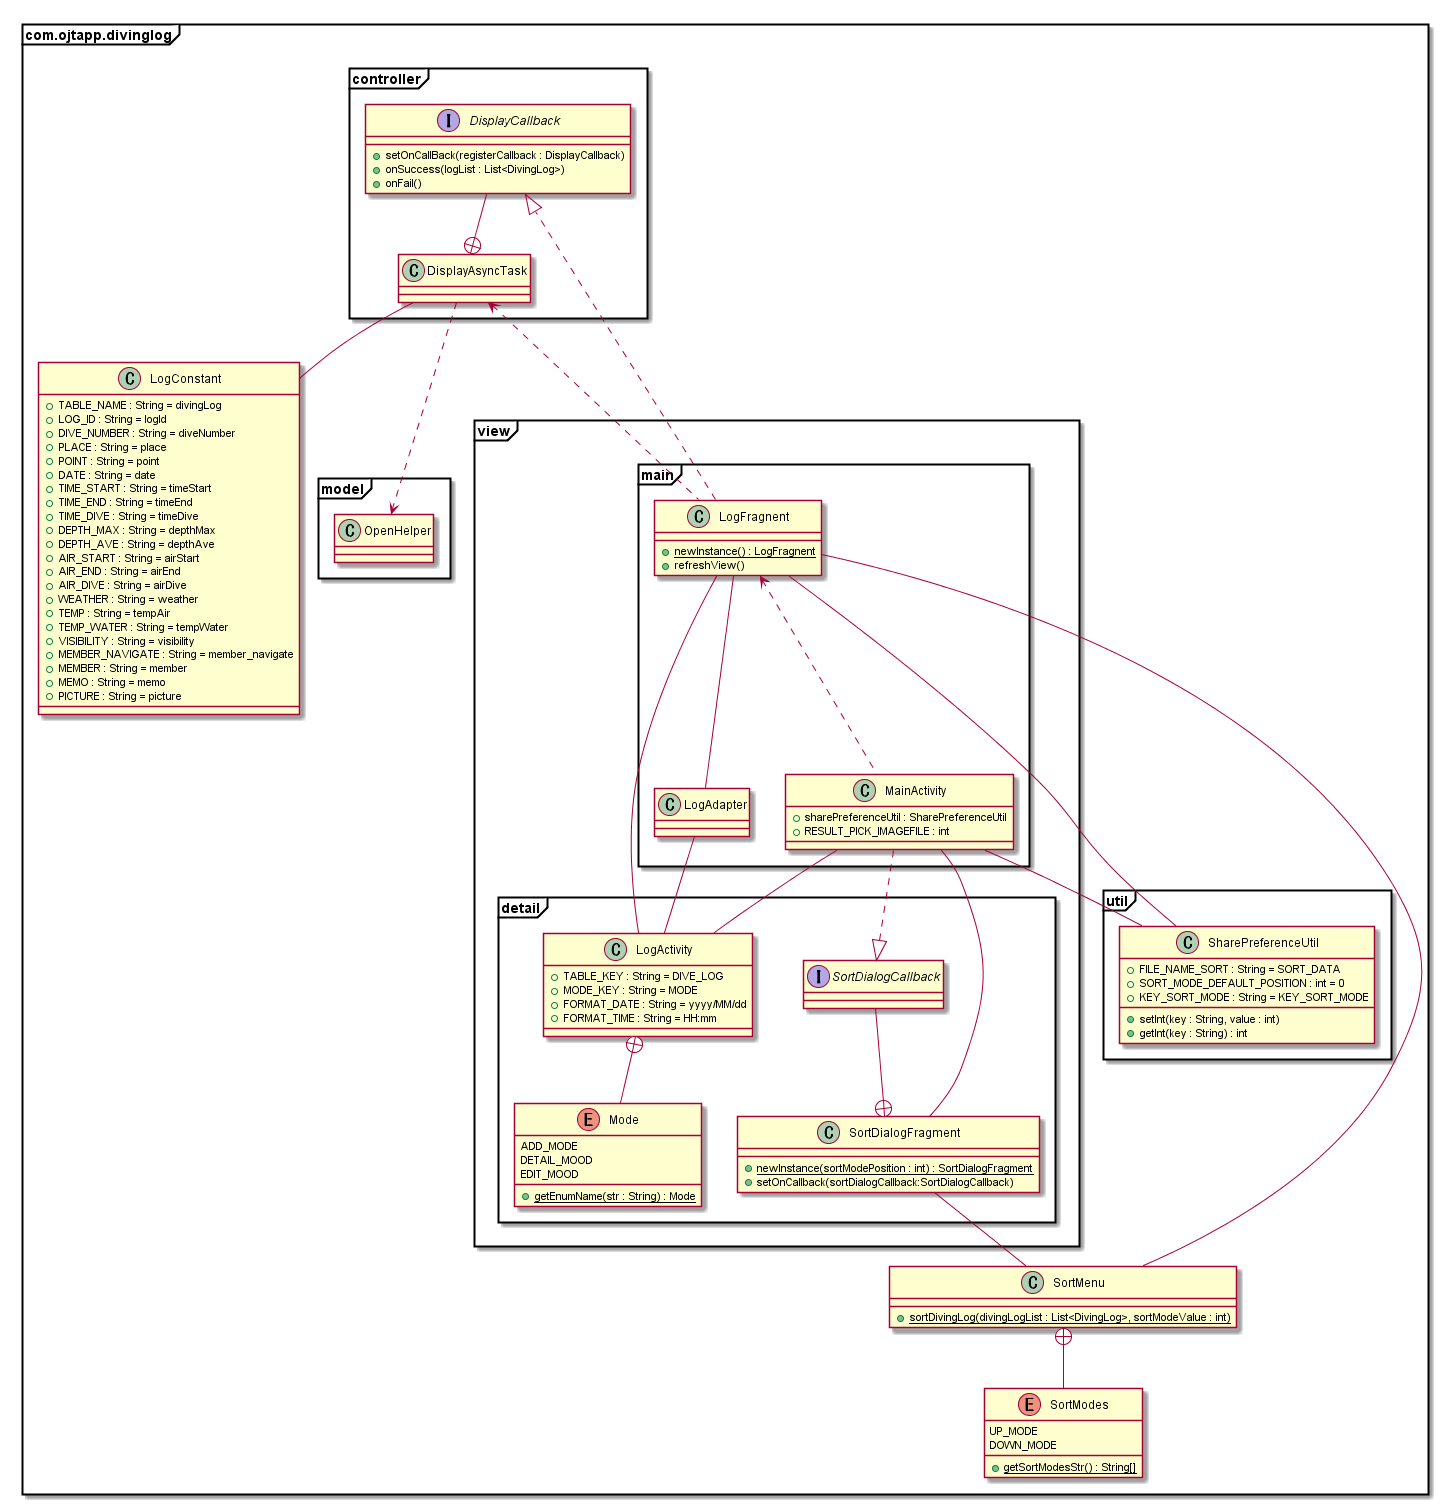 com.ojtapp.divinglog
controller
I DisplayCallback
setOnCallBack(registerCallback : DisplayCallback)
onSuccess(logList : List<DivingLog>)
onFail()
C DisplayAsyncTask
C LogConstant
TABLE_NAME : String = divingLog
LOG_ID : String = logId
DIVE_NUMBER : String = diveNumber
PLACE : String = place
POINT : String = point
DATE : String = date
TIME_START : String = timeStart
TIME_END : String = timeEnd
TIME_DIVE : String = timeDive
DEPTH_MAX : String = depthMax
DEPTH_AVE : String = depthAve
AIR_START : String = airStart
AIR_END : String = airEnd
AIR_DIVE : String = airDive
WEATHER : String = weather
TEMP : String = tempAir
TEMP_WATER : String = tempWater
VISIBILITY : String = visibility
MEMBER_NAVIGATE : String = member_navigate
MEMBER : String = member
MEMO : String = memo
PICTURE : String = picture
model
C OpenHelper
view
main
C LogFragnent
newInstance() : LogFragnent
refreshView()
C LogAdapter
C MainActivity
sharePreferenceUtil : SharePreferenceUtil
RESULT_PICK_IMAGEFILE : int
detail
C LogActivity
TABLE_KEY : String = DIVE_LOG
MODE_KEY : String = MODE
FORMAT_DATE : String = yyyy/MM/dd
FORMAT_TIME : String = HH:mm
I SortDialogCallback
util
C SharePreferenceUtil
FILE_NAME_SORT : String = SORT_DATA
SORT_MODE_DEFAULT_POSITION : int = 0
KEY_SORT_MODE : String = KEY_SORT_MODE
setInt(key : String, value : int)
getInt(key : String) : int
E Mode
ADD_MODE
DETAIL_MOOD
EDIT_MOOD
getEnumName(str : String) : Mode
C SortDialogFragment
newInstance(sortModePosition : int) : SortDialogFragment
setOnCallback(sortDialogCallback:SortDialogCallback)
C SortMenu
sortDivingLog(divingLogList : List<DivingLog>, sortModeValue : int)
E SortModes
UP_MODE
DOWN_MODE
getSortModesStr() : String[]